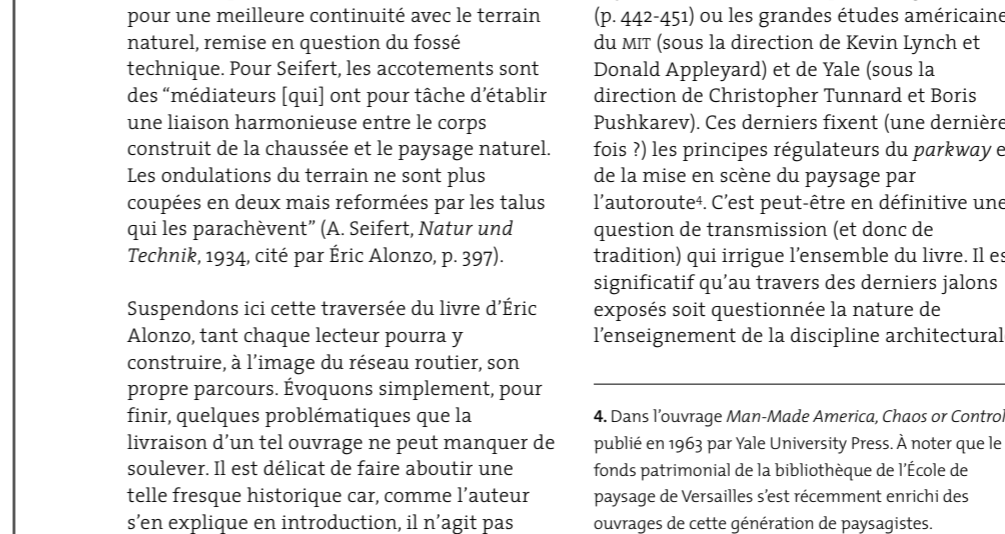 pour une meilleure continuité avec le terrain
naturel, remise en question du fossé
technique. Pour Seifert, les accotements sont
des “médiateurs [qui] ont pour tâche d’établir
une liaison harmonieuse entre le corps
construit de la chaussée et le paysage naturel.
Les ondulations du terrain ne sont plus
coupées en deux mais reformées par les talus
qui les parachèvent” (A. Seifert, Natur und
Technik, 1934, cité par Éric Alonzo, p. 397).
Suspendons ici cette traversée du livre d’Éric
Alonzo, tant chaque lecteur pourra y
construire, à l’image du réseau routier, son
propre parcours. Évoquons simplement, pour
finir, quelques problématiques que la
livraison d’un tel ouvrage ne peut manquer de
soulever. Il est délicat de faire aboutir une
telle fresque historique car, comme l’auteur
s’en explique en introduction, il n’agit pas
(p. 442-451) ou les grandes études américaine
du MIT (sous la direction de Kevin Lynch et
Donald Appleyard) et de Yale (sous la
direction de Christopher Tunnard et Boris
Pushkarev). Ces derniers fixent (une dernière
fois ?) les principes régulateurs du parkway e
de la mise en scène du paysage par
l’autoroute⁴. C’est peut-être en définitive une
question de transmission (et donc de
tradition) qui irrigue l’ensemble du livre. Il es
significatif qu’au travers des derniers jalons
exposés soit questionnée la nature de
l’enseignement de la discipline architectural
4. Dans l’ouvrage Man-Made America, Chaos or Control
publié en 1963 par Yale University Press. À noter que le
fonds patrimonial de la bibliothèque de l’École de
paysage de Versailles s’est récemment enrichi des
ouvrages de cette génération de paysagistes.